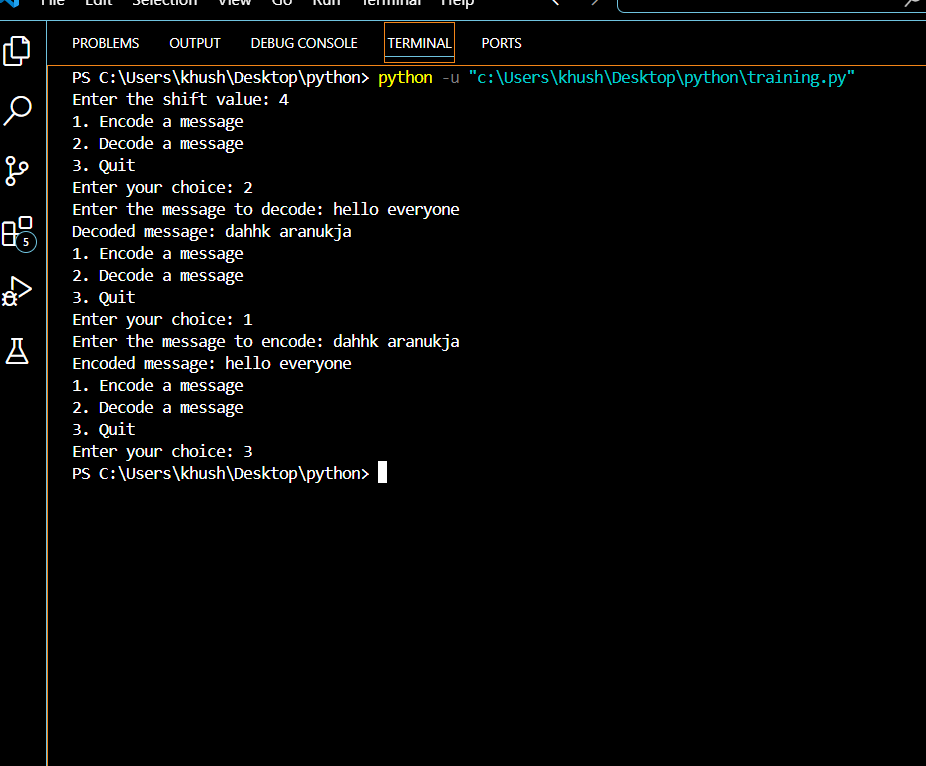 File Edit Selection View Go Run Terminal Help
PROBLEMS OUTPUT DEBUG CONSOLE TERMINAL PORTS
PS C:\Users\khush\Desktop\python> python -u "c:\Users\khush\Desktop\python\training.py"
Enter the shift value: 4
1. Encode a message
2. Decode a message
3. Quit
Enter your choice: 2
Enter the message to decode: hello everyone
Decoded message: dahhk aranukja
1. Encode a message
2. Decode a message
3. Quit
Enter your choice: 1
Enter the message to encode: dahhk aranukja
Encoded message: hello everyone
1. Encode a message
2. Decode a message
3. Quit
Enter your choice: 3
PS C:\Users\khush\Desktop\python>
5